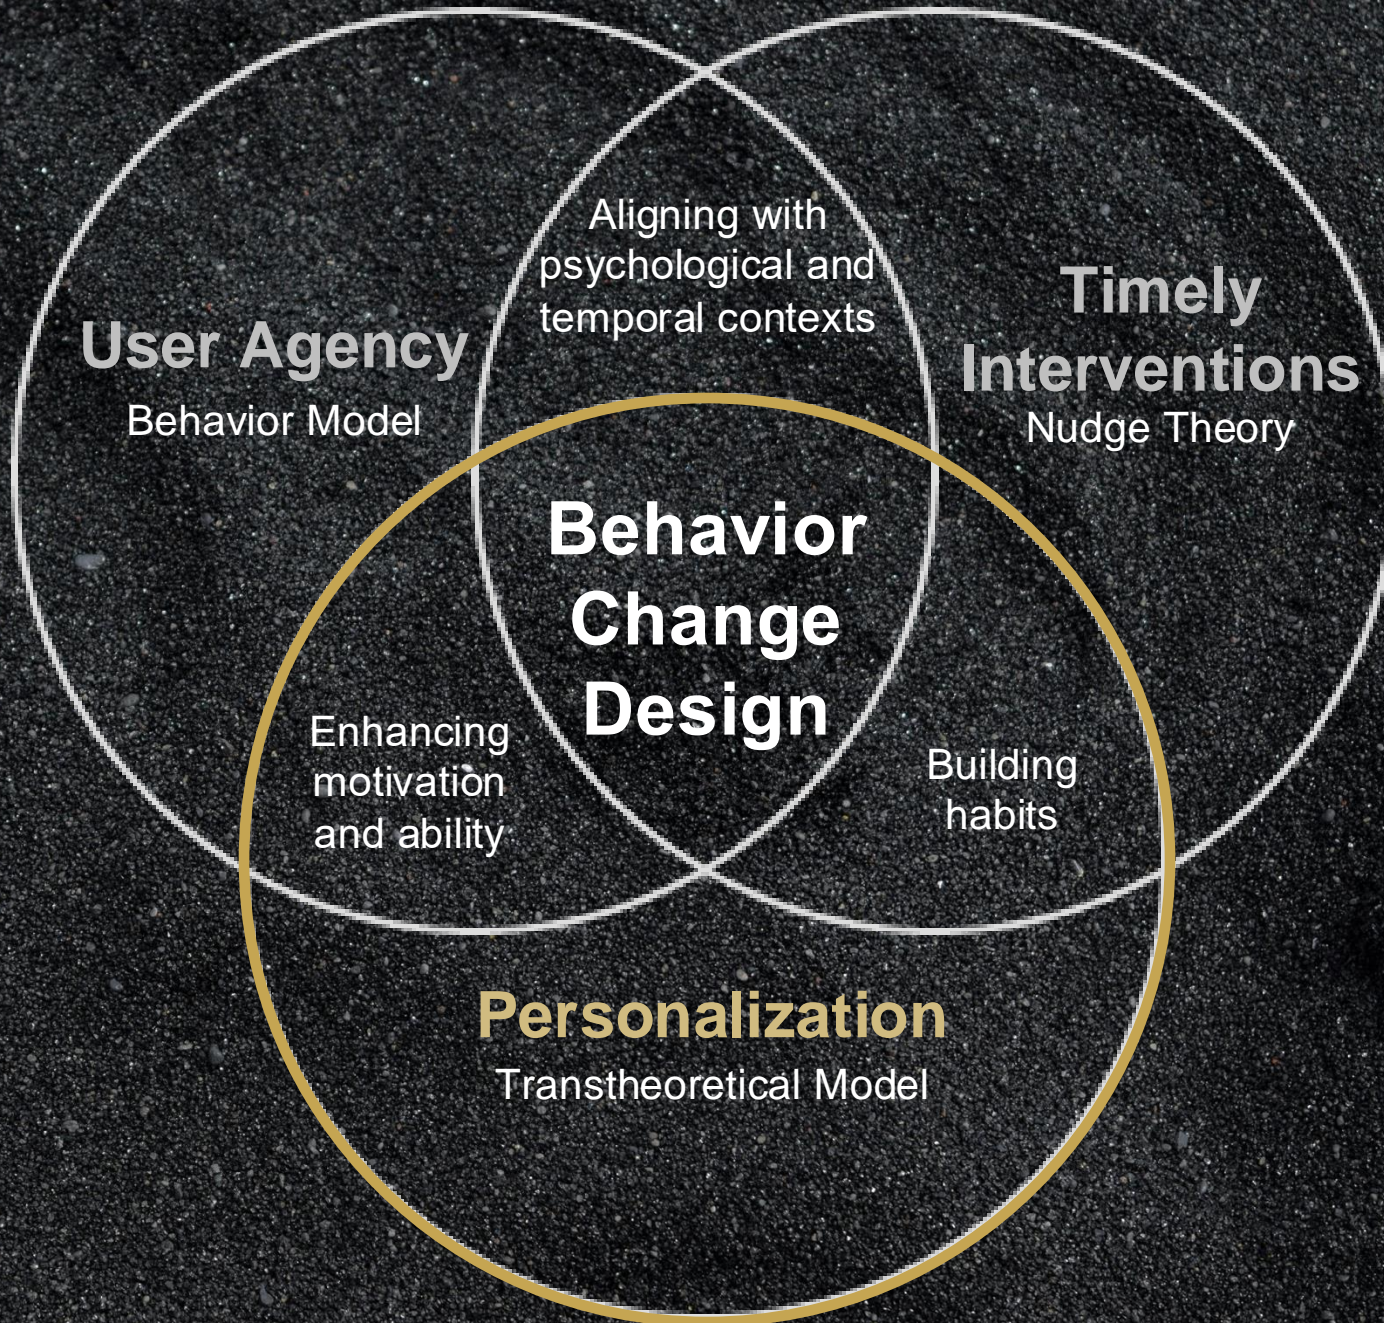 Aligning with
psychological and
temporal contexts
User Agency
Behavior Model
Timely
Interventions
Nudge Theory
Behavior
Change
Design
Enhancing
motivation
and ability
Building
habits
Personalization
Transtheoretical Model